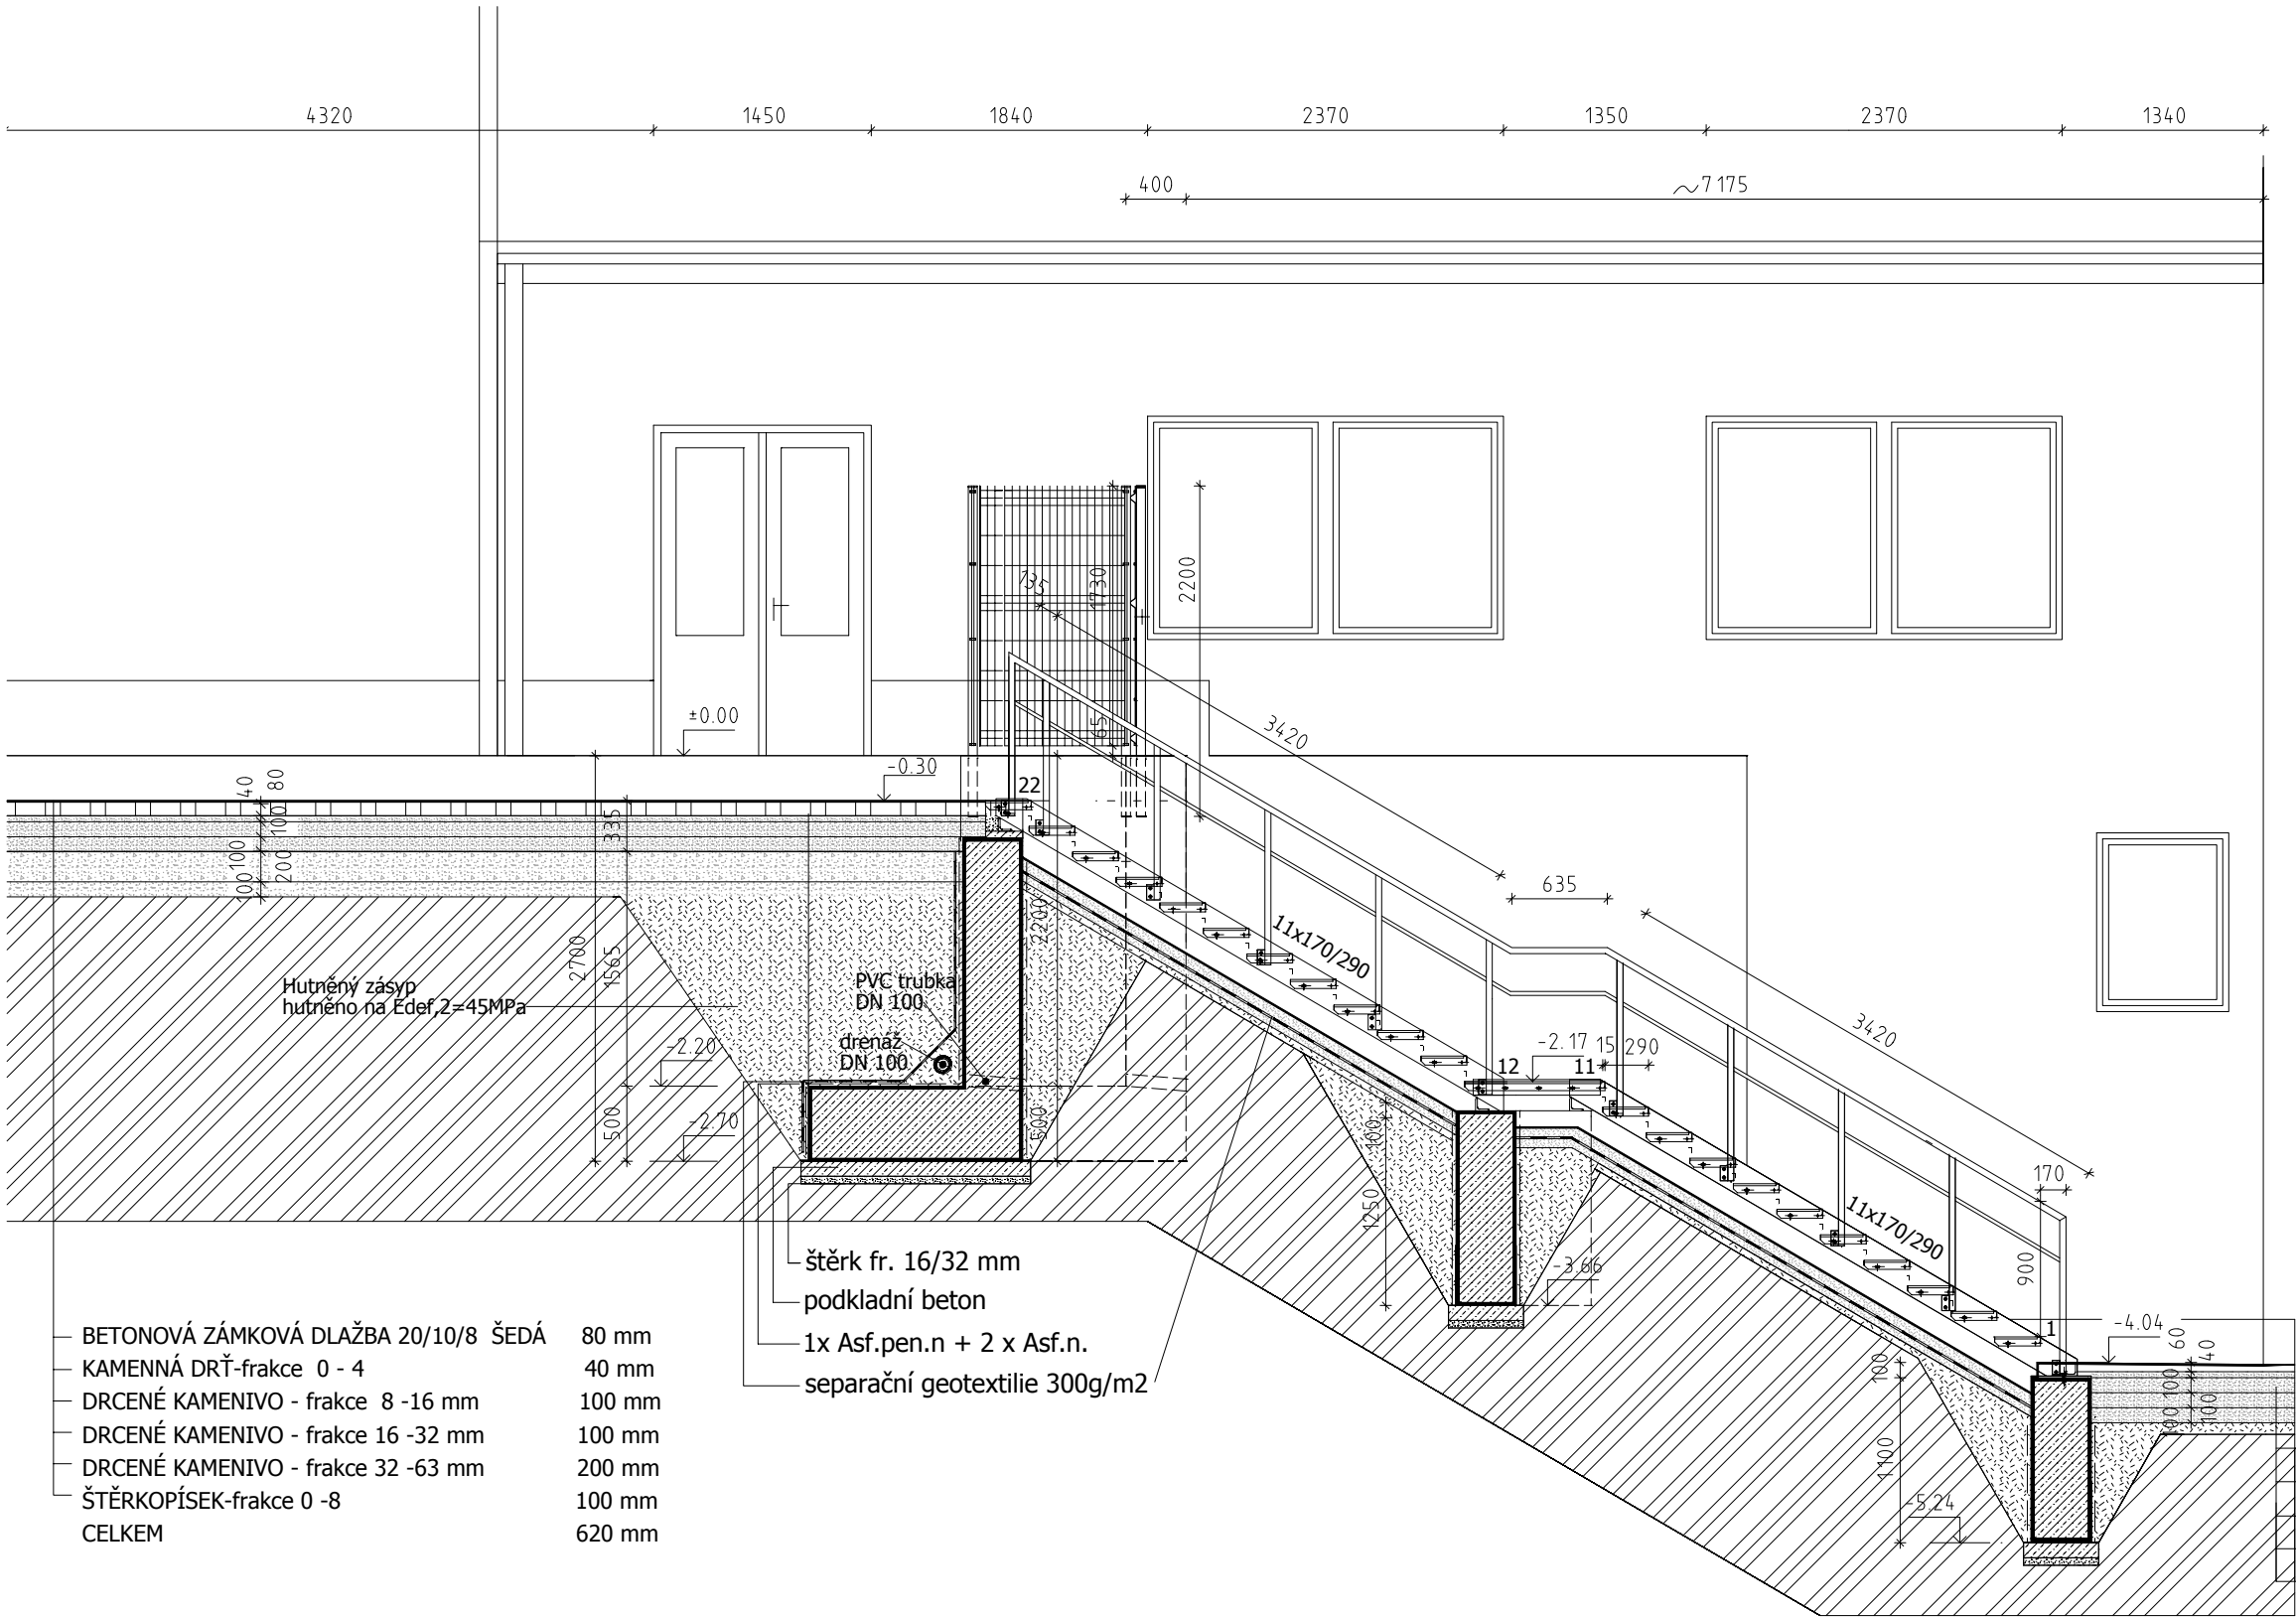 4320
1450
1840
2370
1350
2370
1340
400
~7175
2200
1730
135
65
3420
±0.00
-0.30
22
40
80
100
335
100
200
100
2200
635
11x170/290
2700
1565
Hutněný zásyp
hutněno na Edef,2=45MPa
PVC trubka
DN 100
drenáž
DN 100
-2.20
3420
12
-2.17
11
15
290
500
-2.70
500
100
1250
-3.66
170
11x170/290
900
1
-4.04
60
40
100
100
100
100
1100
-5.24
štěrk fr. 16/32 mm
podkladní beton
1x Asf.pen.n + 2 x Asf.n.
separační geotextilie 300g/m2
BETONOVÁ ZÁMKOVÁ DLAŽBA 20/10/8 ŠEDÁ 80 mm
KAMENNÁ DRŤ-frakce 0 - 4 40 mm
DRCENÉ KAMENIVO - frakce 8 -16 mm 100 mm
DRCENÉ KAMENIVO - frakce 16 -32 mm 100 mm
DRCENÉ KAMENIVO - frakce 32 -63 mm 200 mm
ŠTĚRKOPÍSEK-frakce 0 -8 100 mm
CELKEM 620 mm